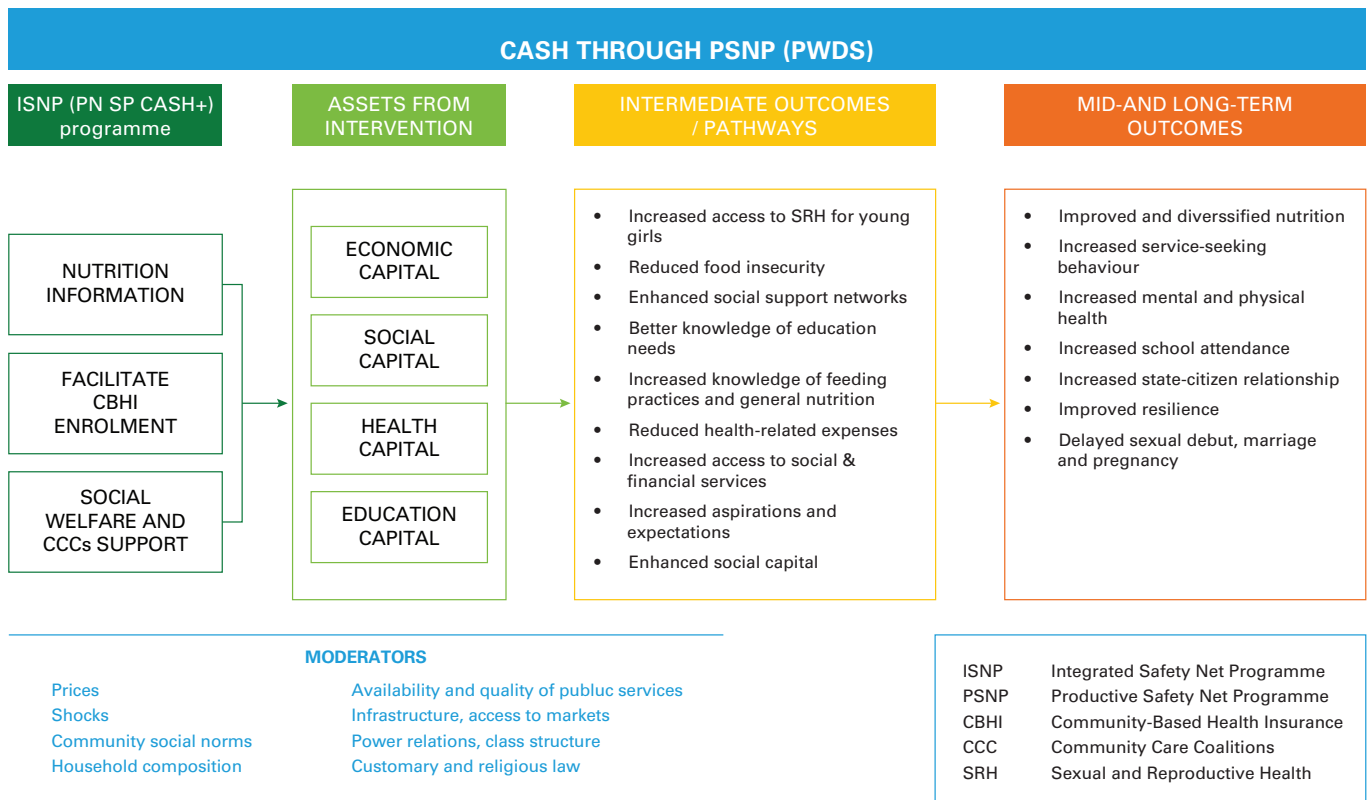 CASH THROUGH PSNP (PWDS)
ISNP (PN SP CASH+)
programme
ASSETS FROM
INTERVENTION
INTERMEDIATE OUTCOMES
/ PATHWAYS
MID-AND LONG-TERM
OUTCOMES
NUTRITION
INFORMATION
FACILITATE
CBHI
ENROLMENT
SOCIAL
WELFARE AND
CCCs SUPPORT
ECONOMIC
CAPITAL
SOCIAL
CAPITAL
HEALTH
CAPITAL
EDUCATION
CAPITAL
• Increased access to SRH for young
girls
• Reduced food insecurity
• Enhanced social support networks
• Better knowledge of education
needs
• Increased knowledge of feeding
practices and general nutrition
• Reduced health-related expenses
• Increased access to social &
financial services
• Increased aspirations and
expectations
• Enhanced social capital
• Improved and diverssified nutrition
• Increased service-seeking
behaviour
• Increased mental and physical
health
• Increased school attendance
• Increased state-citizen relationship
• Improved resilience
• Delayed sexual debut, marriage
and pregnancy
MODERATORS
Prices
Shocks
Community social norms
Household composition
Availability and quality of publuc services
Infrastructure, access to markets
Power relations, class structure
Customary and religious law
ISNP Integrated Safety Net Programme
PSNP Productive Safety Net Programme
CBHI Community-Based Health Insurance
CCC Community Care Coalitions
SRH Sexual and Reproductive Health